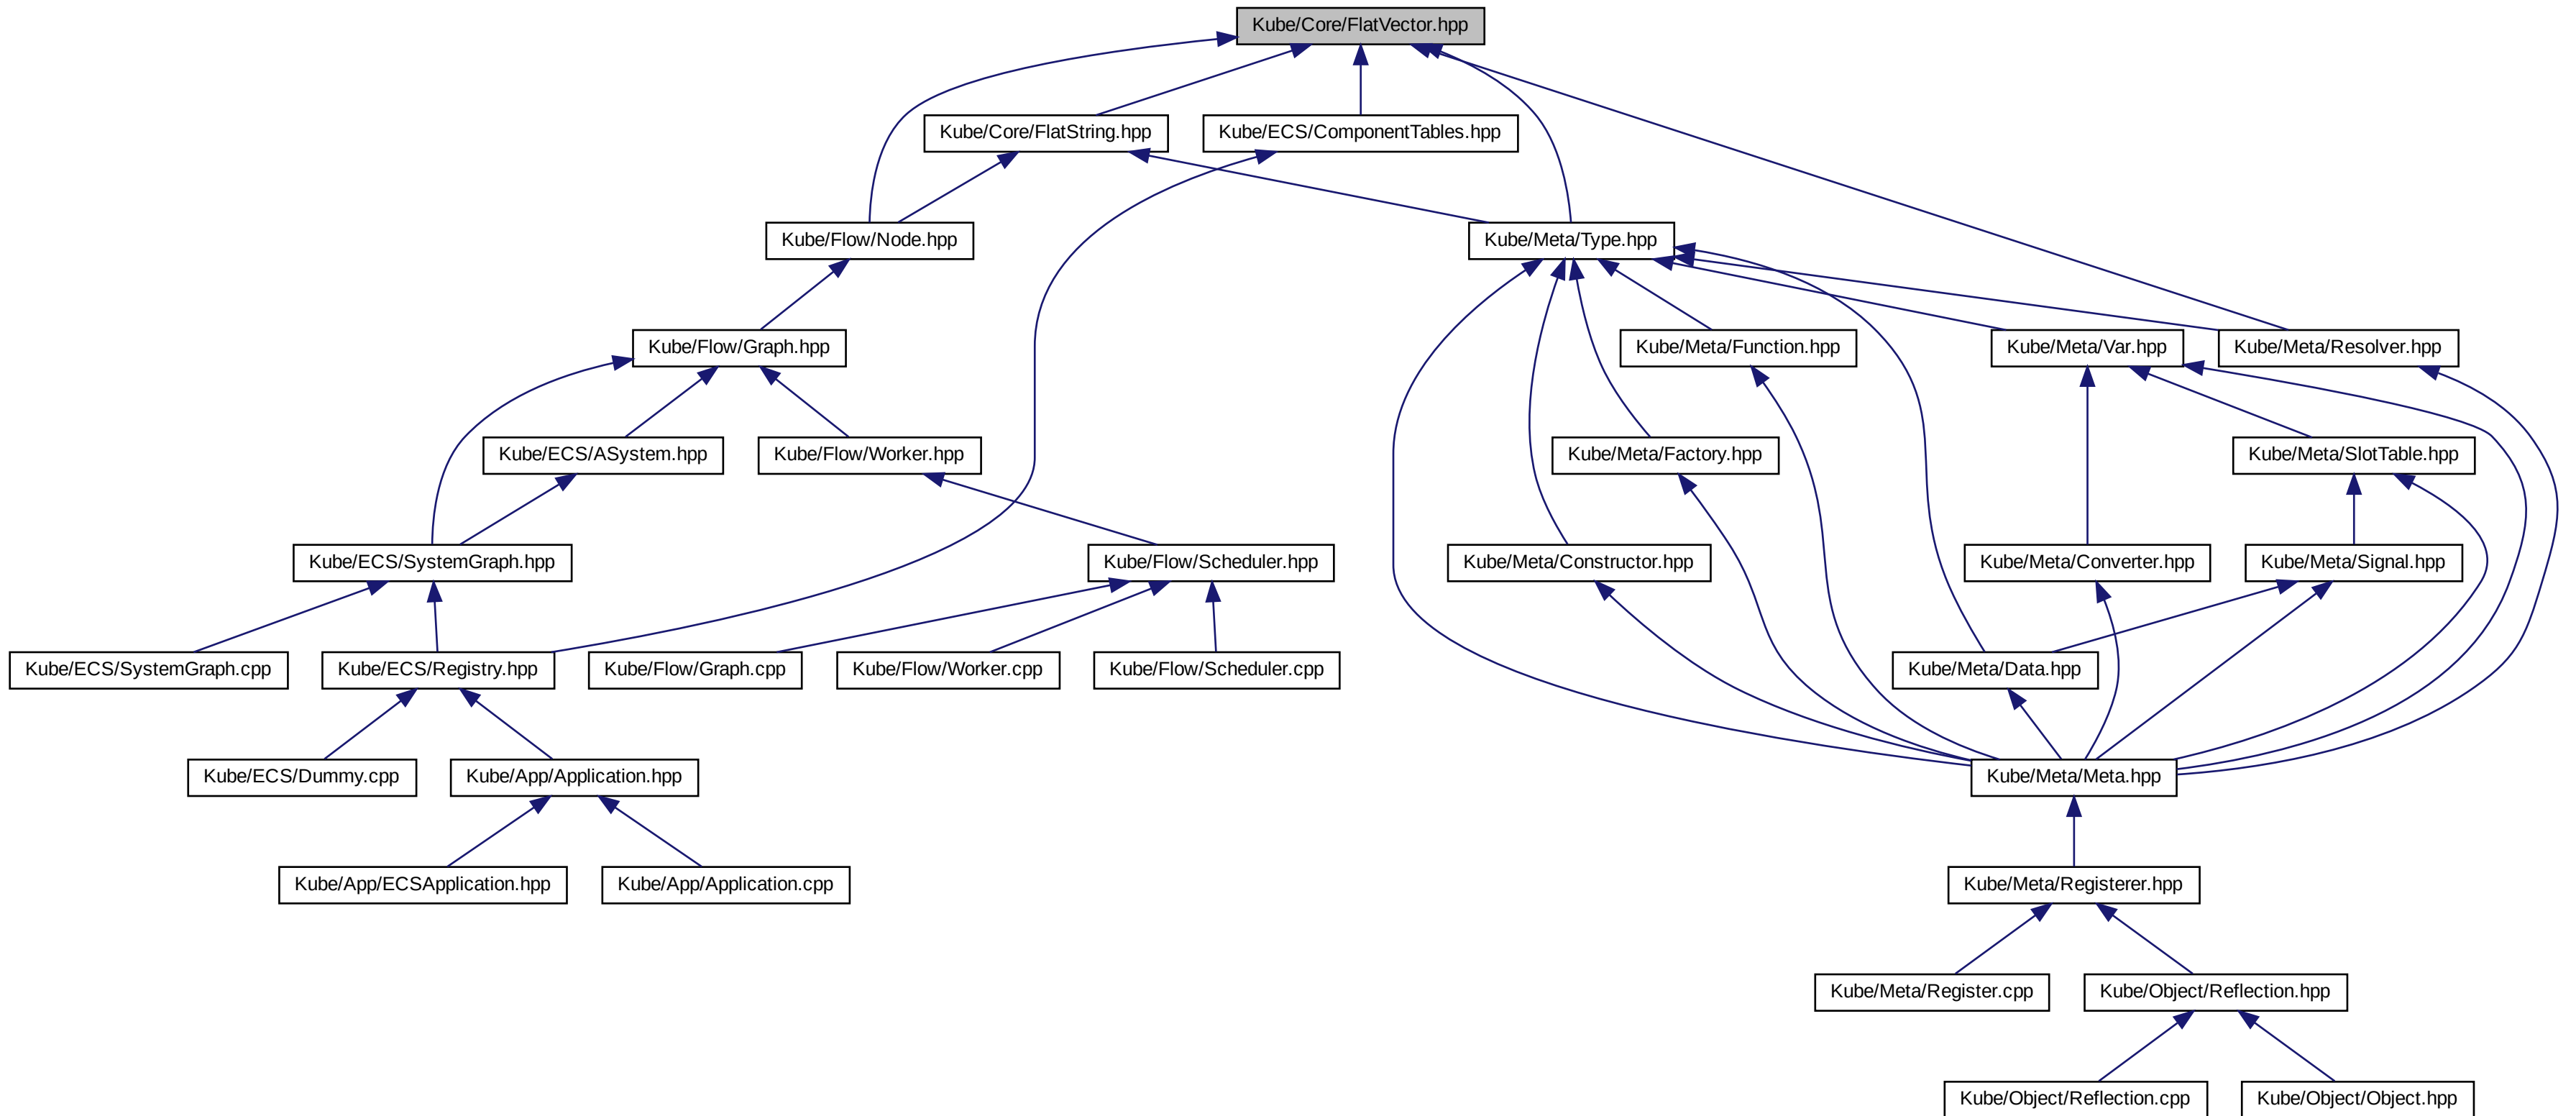 Kube/Core/FlatVector.hpp
Kube/Core/FlatString.hpp
Kube/ECS/ComponentTables.hpp
Kube/Flow/Node.hpp
Kube/Meta/Type.hpp
Kube/Flow/Graph.hpp
Kube/Meta/Function.hpp
Kube/Meta/Var.hpp
Kube/Meta/Resolver.hpp
Kube/ECS/ASystem.hpp
Kube/Flow/Worker.hpp
Kube/Meta/Factory.hpp
Kube/Meta/SlotTable.hpp
Kube/ECS/SystemGraph.hpp
Kube/Flow/Scheduler.hpp
Kube/Meta/Constructor.hpp
Kube/Meta/Converter.hpp
Kube/Meta/Signal.hpp
Kube/ECS/SystemGraph.cpp
Kube/ECS/Registry.hpp
Kube/Flow/Graph.cpp
Kube/Flow/Worker.cpp
Kube/Flow/Scheduler.cpp
Kube/Meta/Data.hpp
Kube/ECS/Dummy.cpp
Kube/App/Application.hpp
Kube/Meta/Meta.hpp
Kube/App/ECSApplication.hpp
Kube/App/Application.cpp
Kube/Meta/Registerer.hpp
Kube/Meta/Register.cpp
Kube/Object/Reflection.hpp
Kube/Object/Reflection.cpp
Kube/Object/Object.hpp